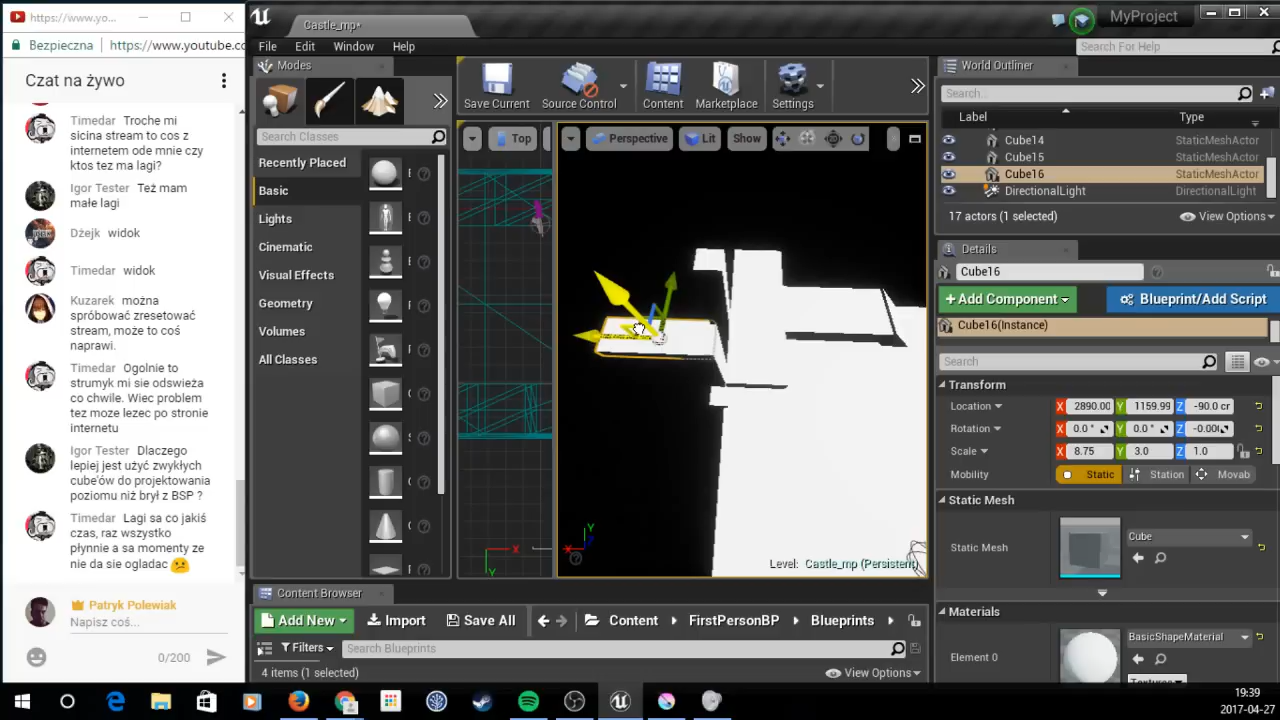 https://www.yo...
Bezpieczna
https://www.youtube.cc
Czat na żywo
Timedar Troche mi
sicina stream to cos z
internetem ode mnie czy
ktos tez ma lagi?
Igor Tester Też mam
małe lagi
Dżejk widok
Timedar widok
Kuzarek można
spróbować zresetować
stream, może to coś
naprawi.
Timedar Ogolnie to
strumyk mi sie odswieża
co chwile. Wiec problem
tez moze lezec po stronie
internetu
Igor Tester Dlaczego
lepiej jest użyć zwykłych
cube'ów do projektowania
poziomu niż brył z BSP ?
Timedar Lagi sa co jakiś
czas, raz wszystko
płynnie a sa momenty ze
nie da sie ogladac
Patryk Polewiak
Napisz coś...
0/200
Castle_mp*
MyProject
File
Edit
Window
Help
Search For Help
Modes
Search Classes
Recently Placed
Basic
Lights
Cinematic
Visual Effects
Geometry
Volumes
All Classes
Save Current
Source Control
Content
Marketplace
Settings
Top
Perspective
Lit
Show
Level: Castle_mp (Persistent)
World Outliner
Search...
Label
Type
Cube14 StaticMeshActor
Cube15 StaticMeshActor
Cube16 StaticMeshActor
DirectionalLight DirectionalLight
17 actors (1 selected)
View Options
Details
Cube16
Add Component
Blueprint/Add Script
Cube16(Instance)
Search
Transform
Location X 2890.00 Y 1159.99 Z -90.0 cr
Rotation X 0.0 ° Y 0.0 ° Z -0.00
Scale X 8.75 Y 3.0 Z 1.0
Mobility Static Station Movab
Static Mesh
Static Mesh
Cube
Materials
Element 0
BasicShapeMaterial
Textures
Content Browser
Add New
Import
Save All
Content
FirstPersonBP
Blueprints
Filters
Search Blueprints
4 items (1 selected)
View Options
19:39
2017-04-27